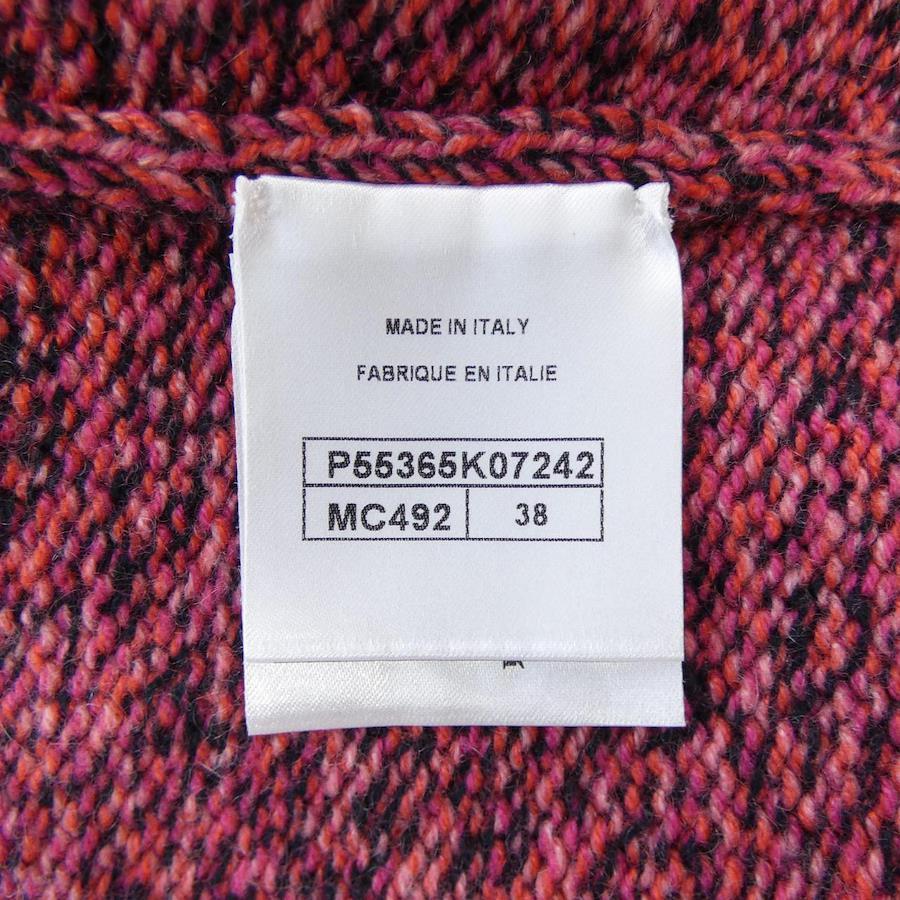 MADE IN ITALY
FABRIQUE EN ITALIE
P55365K07242
MC492 38